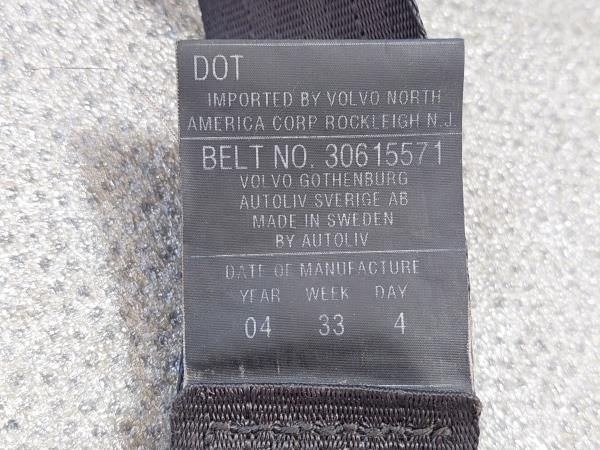 DOT
IMPORTED BY VOLVO NORTH
AMERICA CORP ROCKLEIGH N.J.
BELT NO. 30615571
VOLVO GOTHENBURG
AUTOLIV SVERIGE AB
MADE IN SWEDEN
BY AUTOLIV
DATE OF MANUFACTURE
YEAR WEEK DAY
04 33 4